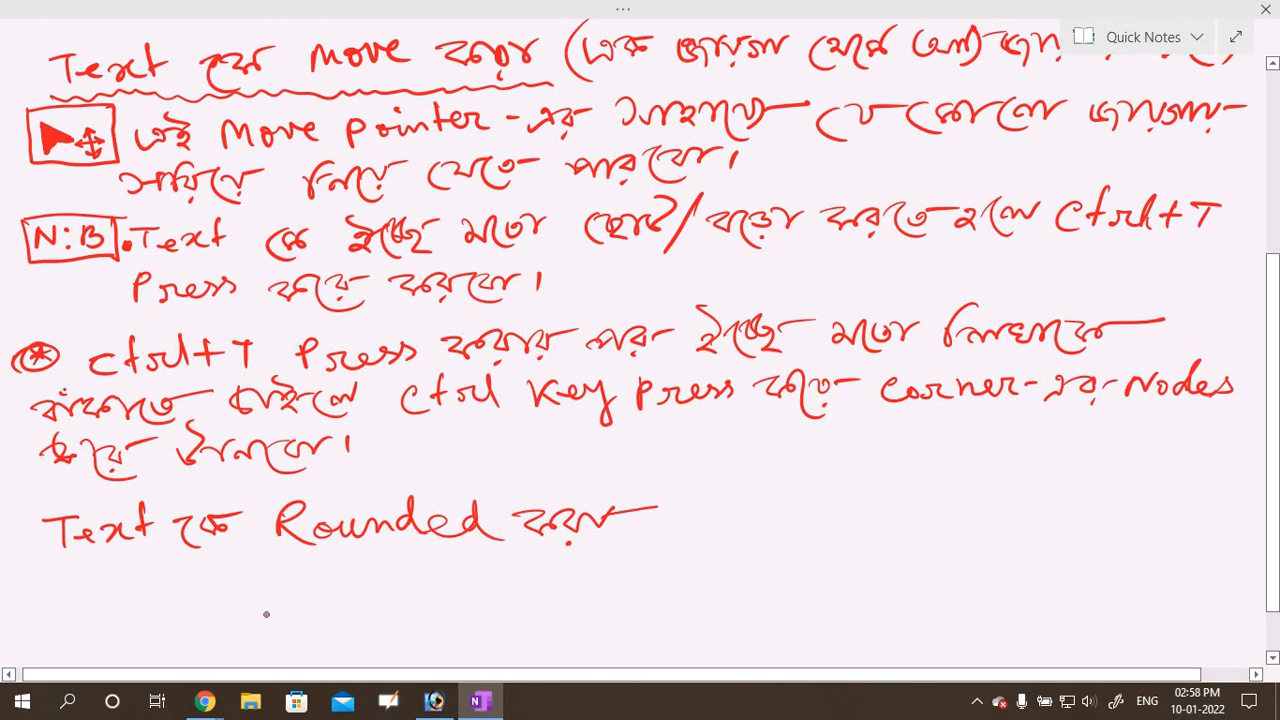 Quick Notes
Text কে Move করা (এক জায়গা থেকে অন্য
এই Move Pointer-এর সাহায্যে যে কোনো জায়গায়
সরিয়ে নিয়ে যেতে পারবো।
N:B. Text কে ইচ্ছে মতো ছোট/বড়ো করতে হলে Ctrl+T
Press করে করবো।
Ctrl+T Press করার পর ইচ্ছে মতো লেখাকে
বাঁকাতে চাইলে Ctrl Key Press করে Corner-এর-Nodes
ধরে টানবো।
Text কে Rounded করা
ENG
02:58 PM
10-01-2022